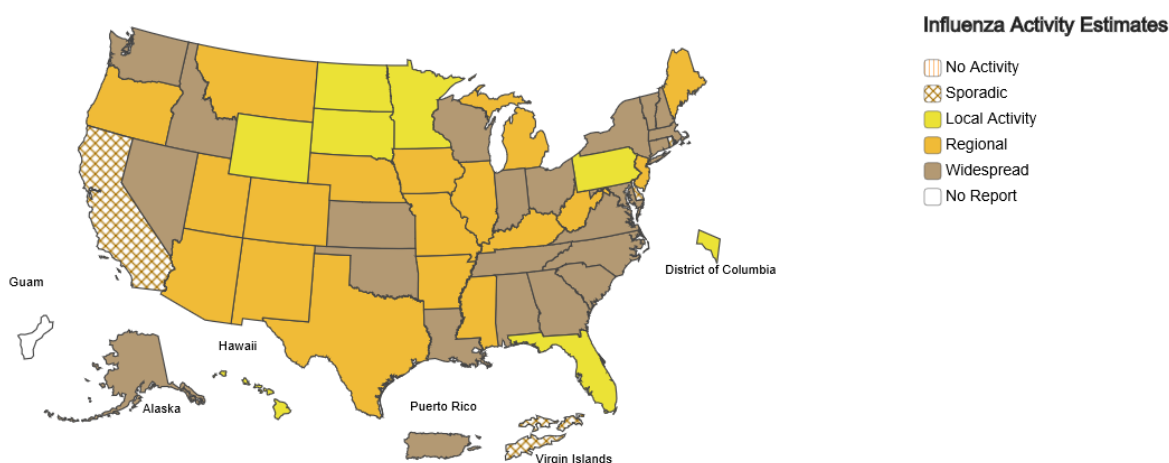 Influenza Activity Estimates
No Activity
Sporadic
Local Activity
Regional
Widespread
No Report
District of Columbia
Guam
Hawaii
Alaska
Puerto Rico
Virgin Islands